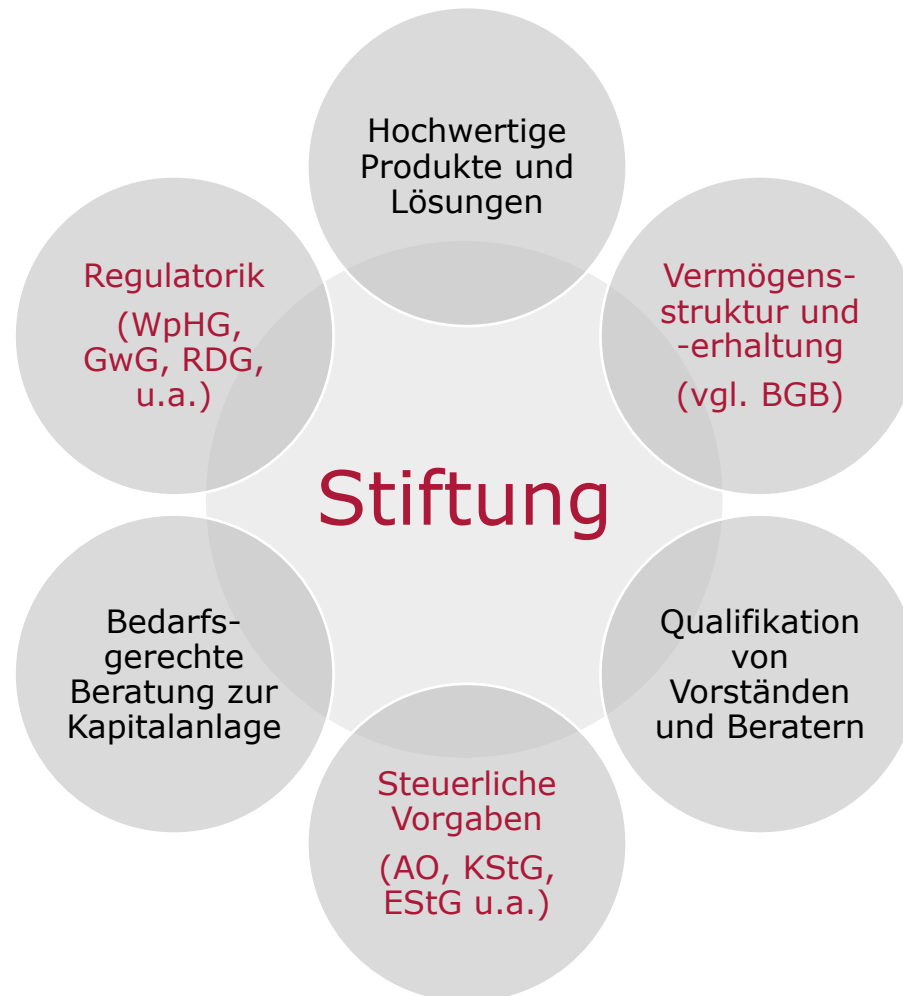 Hochwertige
Produkte und
Lösungen
Vermögens-
struktur und
-erhaltung
(vgl. BGB)
Qualifikation
von
Vorständen
und Beratern
Steuerliche
Vorgaben
(AO, KStG,
EStG u.a.)
Bedarfs-
gerechte
Beratung zur
Kapitalanlage
Regulatorik
(WpHG,
GwG, RDG,
u.a.)
Stiftung